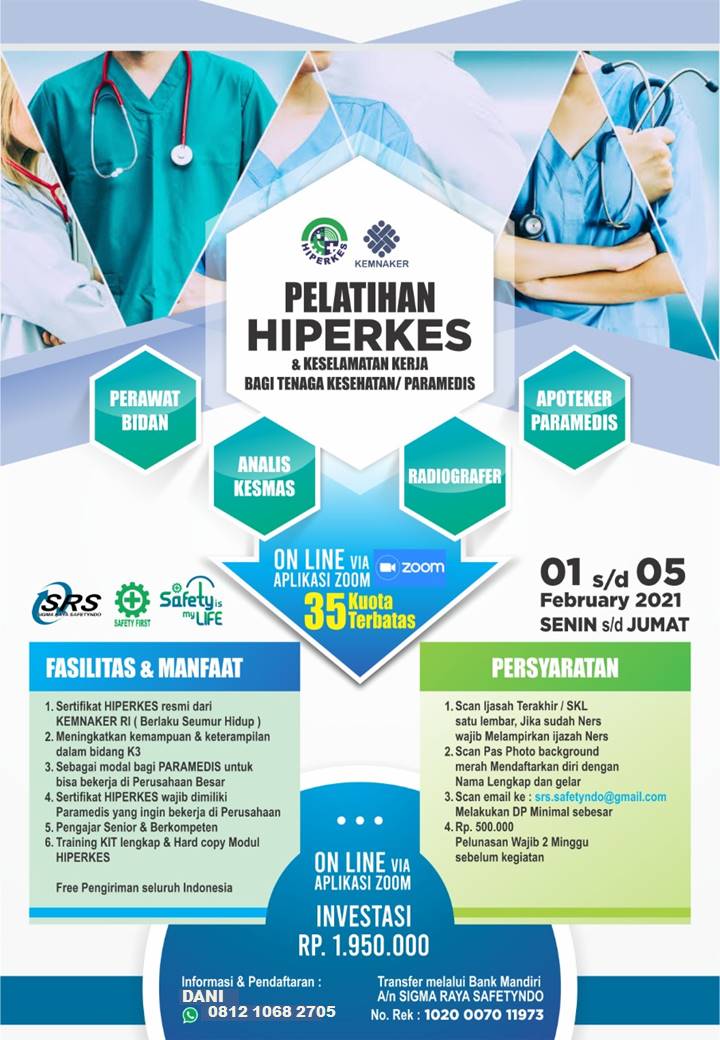 HIPERKES
KEMNAKER
PELATIHAN
HIPERKES
& KESELAMATAN KERJA
BAGI TENAGA KESEHATAN/ PARAMEDIS
PERAWAT
BIDAN
ANALIS
KESMAS
RADIOGRAFER
APOTEKER
PARAMEDIS
ON LINE VIA
APLIKASI ZOOM
zoom
35 Kuota
Terbatas
SRS
SIGMA RAYA SAFETYNDO
SAFETY FIRST
Safety is
my LIFE
01 s/d 05
February 2021
SENIN s/d JUMAT
FASILITAS & MANFAAT
1. Sertifikat HIPERKES resmi dari
KEMNAKER RI ( Berlaku Seumur Hidup )
2. Meningkatkan kemampuan & keterampilan
dalam bidang K3
3. Sebagai modal bagi PARAMEDIS untuk
bisa bekerja di Perusahaan Besar
4. Sertifikat HIPERKES wajib dimiliki
Paramedis yang ingin bekerja di Perusahaan
5. Pengajar Senior & Berkompeten
6. Training KIT lengkap & Hard copy Modul
HIPERKES
Free Pengiriman seluruh Indonesia
PERSYARATAN
1. Scan Ijasah Terakhir / SKL
satu lembar, Jika sudah Ners
wajib Melampirkan ijazah Ners
2. Scan Pas Photo background
merah Mendaftarkan diri dengan
Nama Lengkap dan gelar
3. Scan email ke : srs.safetyndo@gmail.com
Melakukan DP Minimal sebesar
4. Rp. 500.000
Pelunasan Wajib 2 Minggu
sebelum kegiatan
ON LINE VIA
APLIKASI ZOOM
INVESTASI
RP. 1.950.000
Informasi & Pendaftaran :
DANI
0812 1068 2705
Transfer melalui Bank Mandiri
A/n SIGMA RAYA SAFETYNDO
No. Rek : 1020 0070 11973